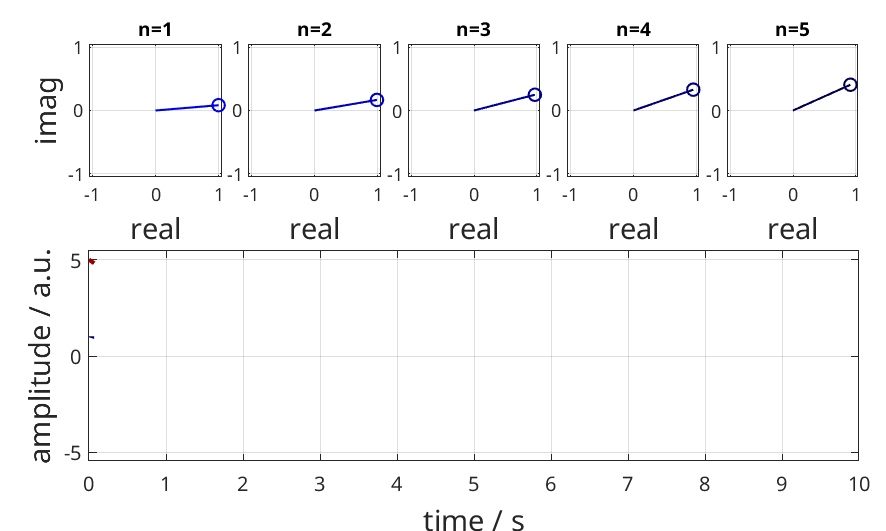 n=1 n=2 n=3 n=4 n=5
1 1 1 1 1
imag
0 0 0 0 0
-1 -1 -1 -1 -1
-1 0 1 -1 0 1 -1 0 1 -1 0 1 -1 0 1
real real real real real
amplitude / a.u.
5
0
-5
0 1 2 3 4 5 6 7 8 9 10
time / s